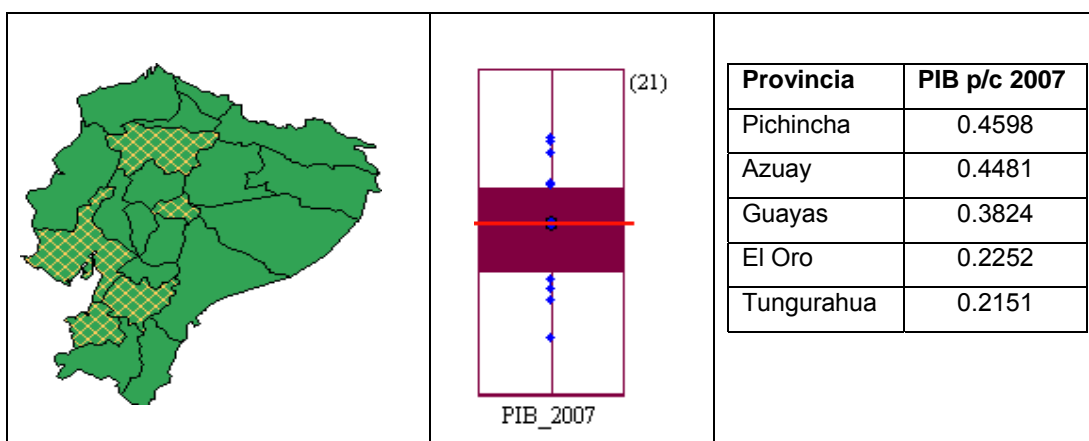 (21)
PIB_2007
Provincia PIB p/c 2007
Pichincha 0.4598
Azuay 0.4481
Guayas 0.3824
El Oro 0.2252
Tungurahua 0.2151